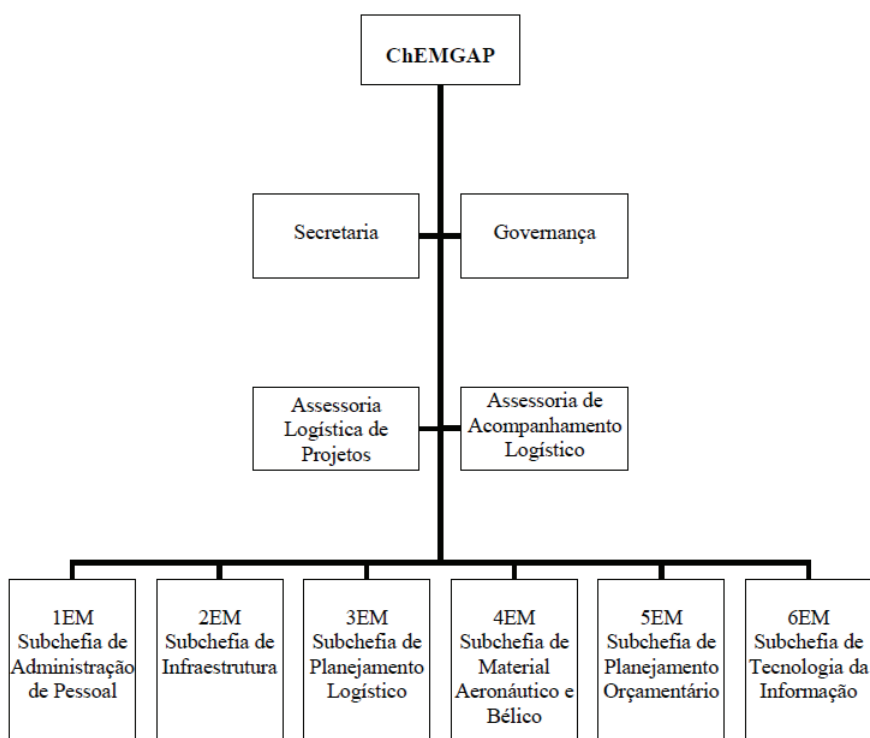 ChEMGAP
Secretaria
Governança
Assessoria
Logística de
Projetos
Assessoria de
Acompanhamento
Logístico
1EM
Subchefia de
Administração
de Pessoal
2EM
Subchefia de
Infraestrutura
3EM
Subchefia de
Planejamento
Logístico
4EM
Subchefia de
Material
Aeronáutico e
Bélico
5EM
Subchefia de
Planejamento
Orçamentário
6EM
Subchefia de
Tecnologia da
Informação